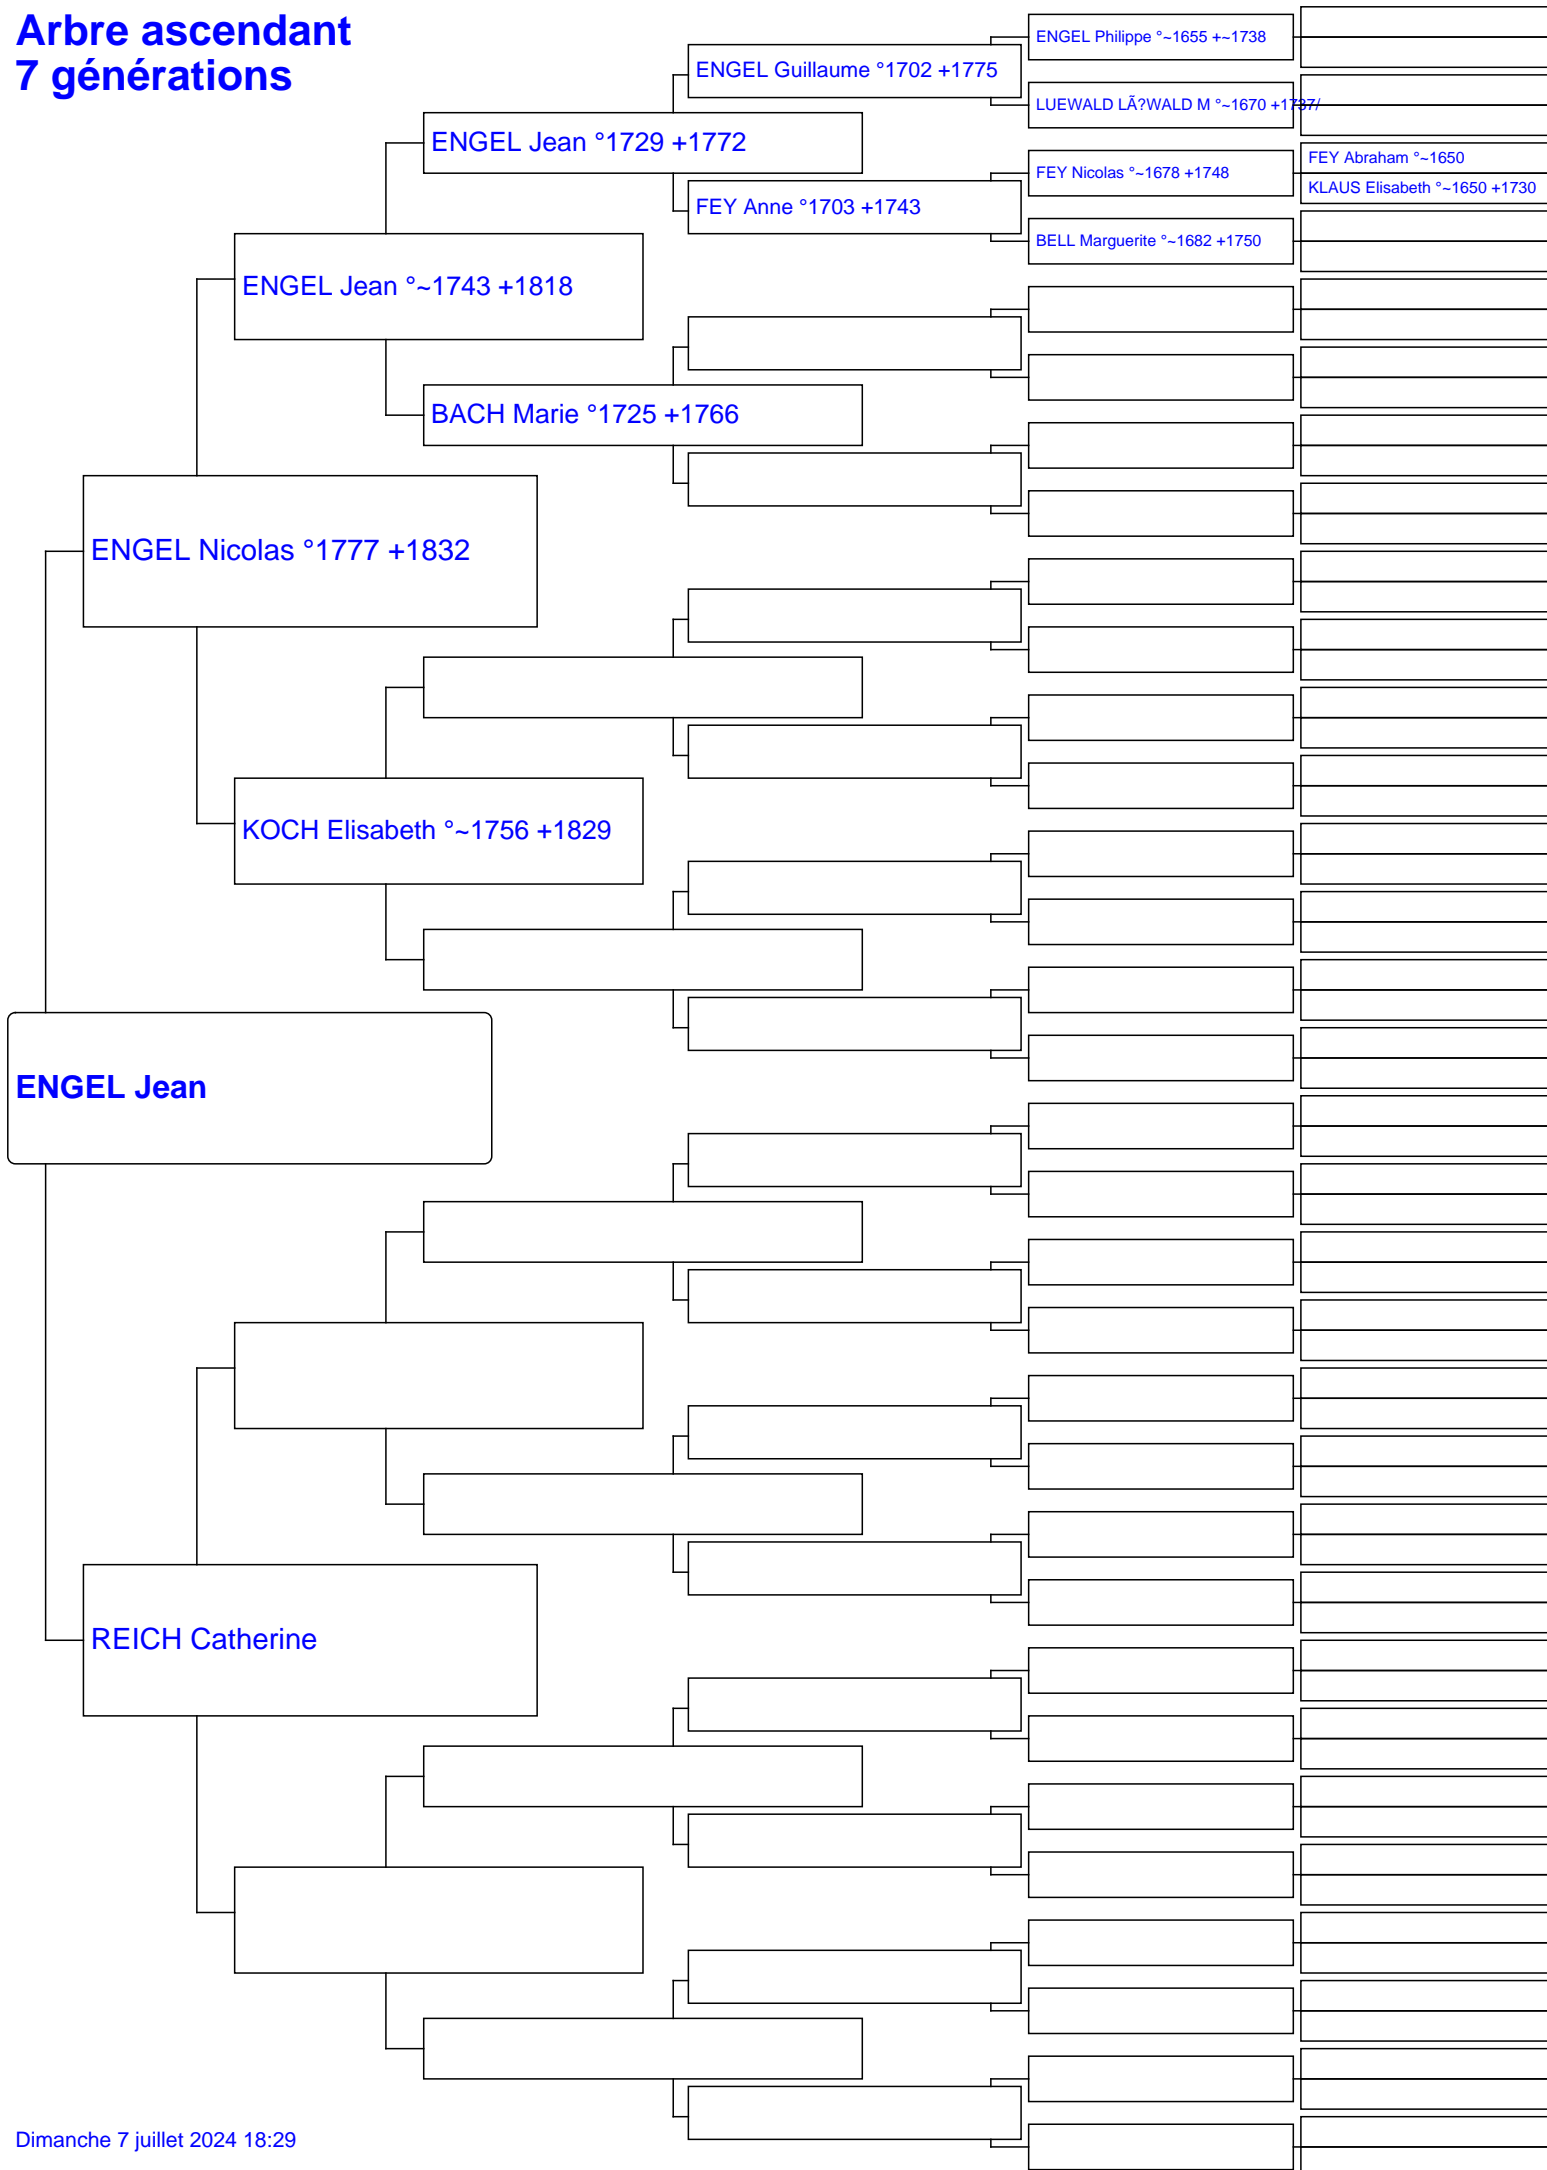 Arbre ascendant
7 générations
ENGEL Philippe °~1655 +~1738
ENGEL Guillaume °1702 +1775
LUEWALD LÃ?WALD M °~1670 +1737/
ENGEL Jean °1729 +1772
FEY Abraham °~1650
FEY Nicolas °~1678 +1748
KLAUS Elisabeth °~1650 +1730
FEY Anne °1703 +1743
BELL Marguerite °~1682 +1750
ENGEL Jean °~1743 +1818
BACH Marie °1725 +1766
ENGEL Nicolas °1777 +1832
KOCH Elisabeth °~1756 +1829
ENGEL Jean
REICH Catherine
Dimanche 7 juillet 2024 18:29